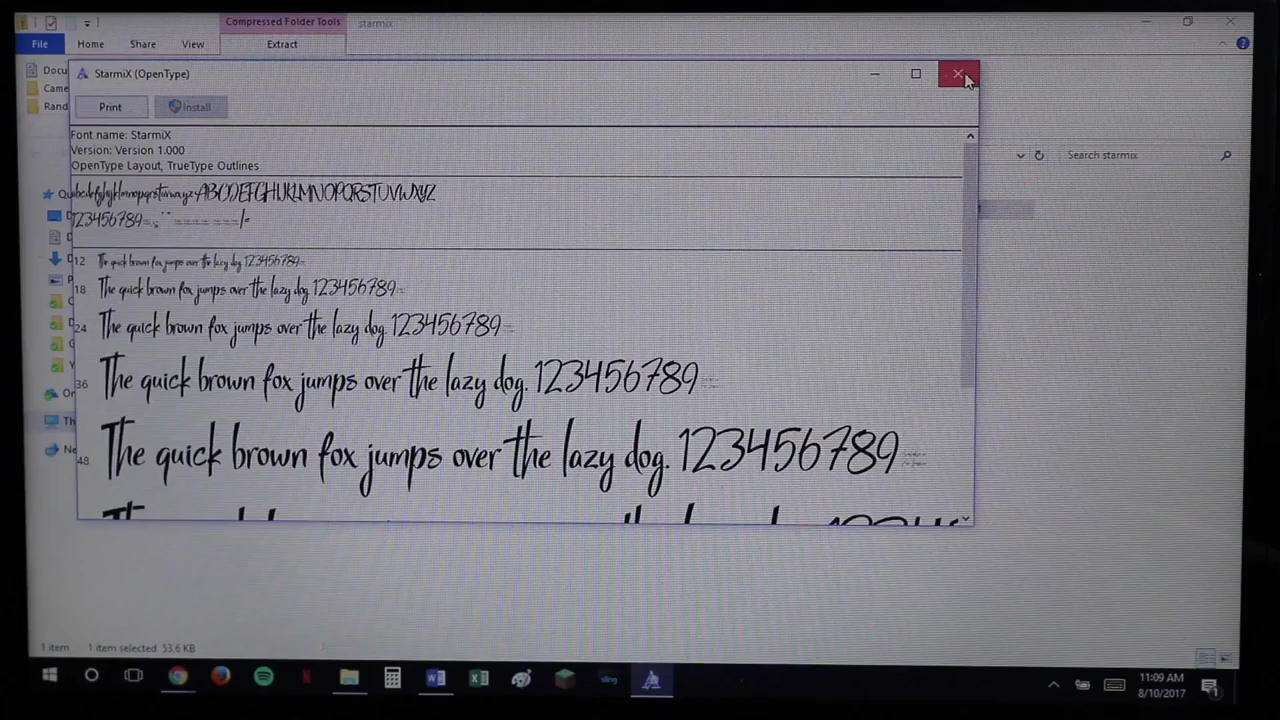 Compressed Folder Tools
starmix
File
Home
Share
View
Extract
StarmiX (OpenType)
Print
Install
Docu
Came
Rand
Font name: StarmiX
Version: Version 1.000
OpenType Layout, TrueType Outlines
Search starmix
abcdefghijklmnopqrstuvwxyz ABCDEFGHIJKLMNOPQRSTUVWXYZ
123456789
12 The quick brown fox jumps over the lazy dog. 123456789
18 The quick brown fox jumps over the lazy dog. 123456789
24 The quick brown fox jumps over the lazy dog. 123456789
36 The quick brown fox jumps over the lazy dog. 123456789
48 The quick brown fox jumps over the lazy dog. 123456789
1 item
1 item selected 53.6 KB
sling
11:09 AM
8/10/2017